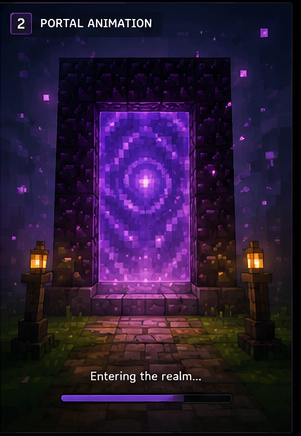 2 PORTAL ANIMATION
Entering the realm...